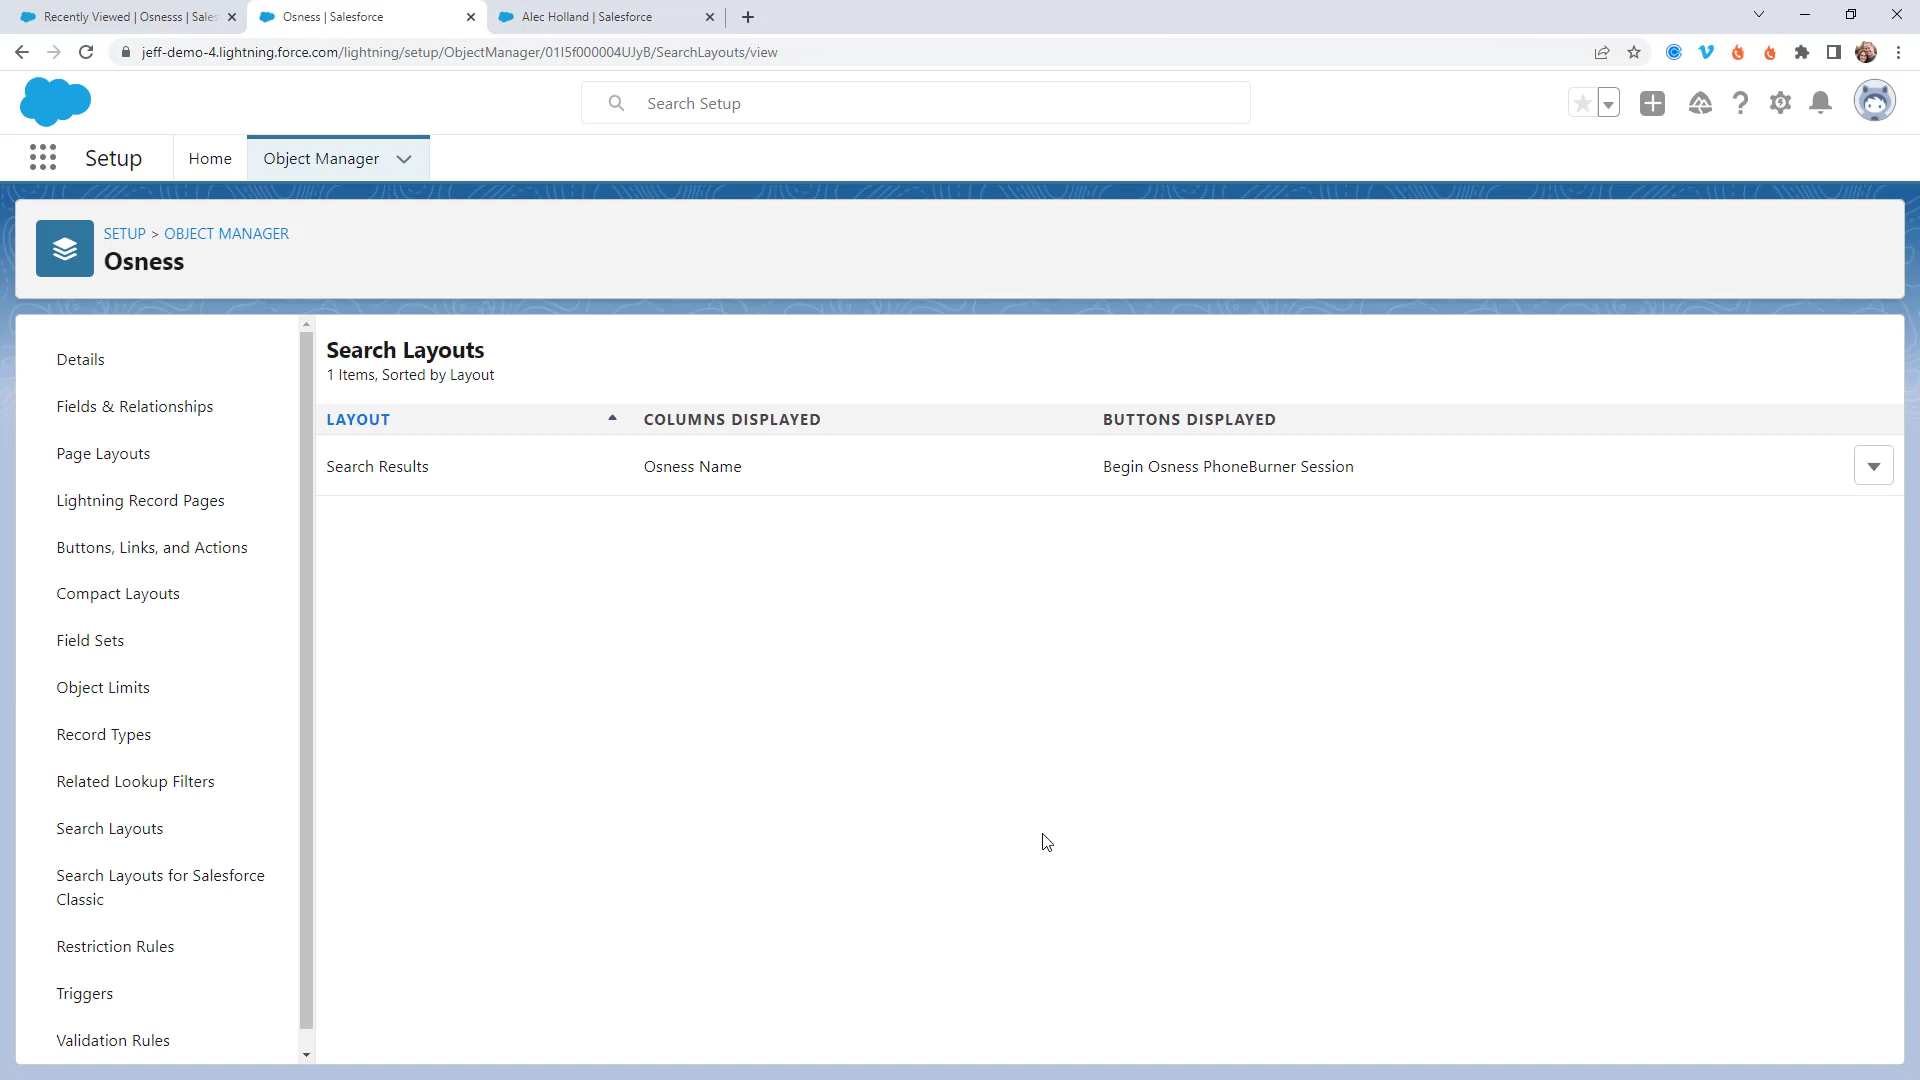 Recently Viewed | Osnesss | Sales
Osness | Salesforce
Alec Holland | Salesforce
jeff-demo-4.lightning.force.com/lightning/setup/ObjectManager/01I5f000004UJyB/SearchLayouts/view
Search Setup
Setup
Home
Object Manager
SETUP > OBJECT MANAGER
Osness
Details
Fields & Relationships
Page Layouts
Lightning Record Pages
Buttons, Links, and Actions
Compact Layouts
Field Sets
Object Limits
Record Types
Related Lookup Filters
Search Layouts
Search Layouts for Salesforce
Classic
Restriction Rules
Triggers
Validation Rules
Search Layouts
1 Items, Sorted by Layout
LAYOUT COLUMNS DISPLAYED BUTTONS DISPLAYED
Search Results Osness Name Begin Osness PhoneBurner Session